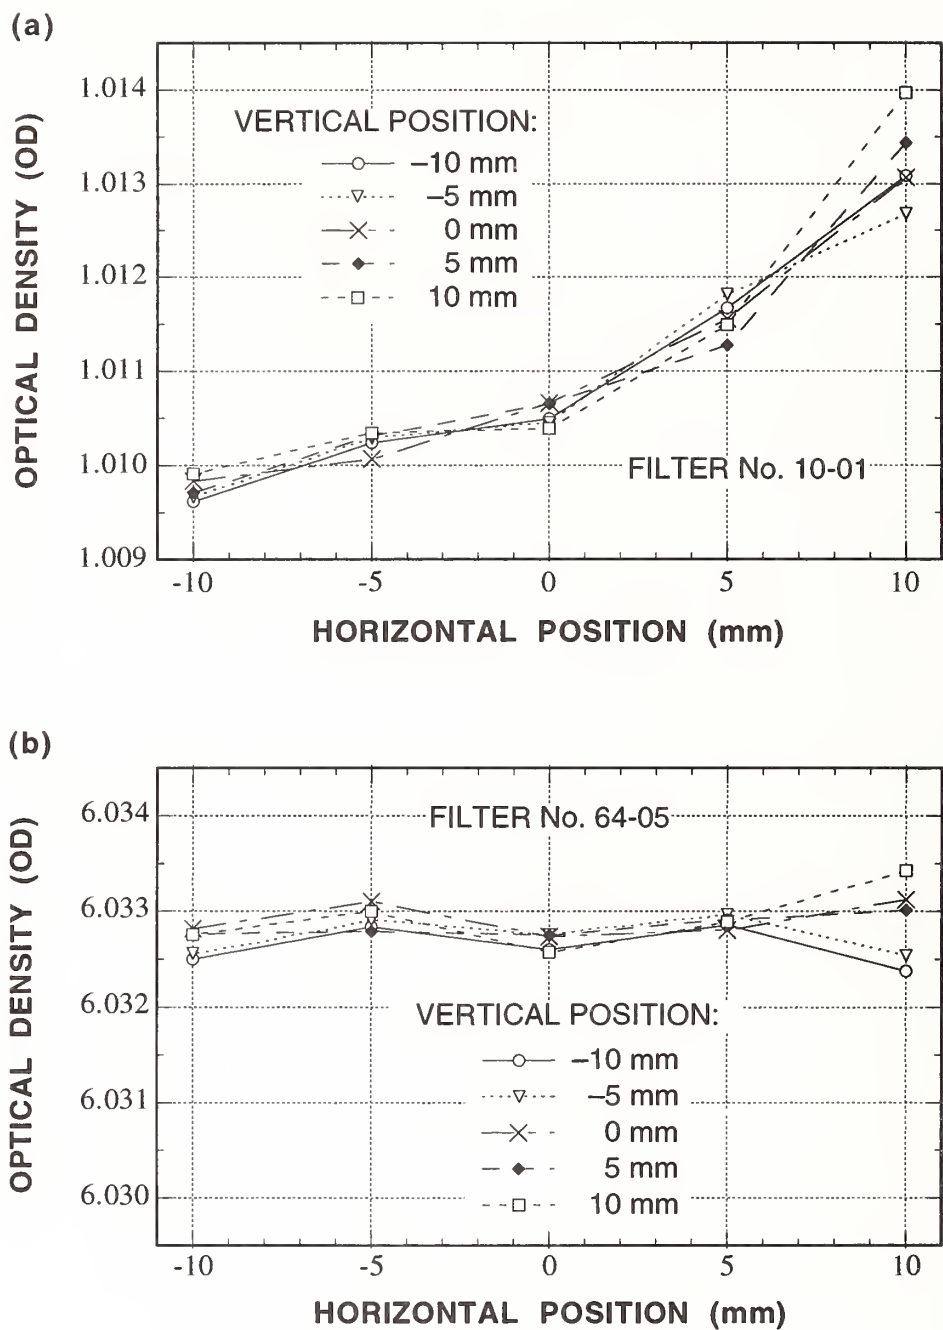 (a)
OPTICAL DENSITY (OD)
1.014
1.013
1.012
1.011
1.010
1.009
VERTICAL POSITION:
–10 mm
–5 mm
0 mm
5 mm
10 mm
FILTER No. 10-01
-10 -5 0 5 10
HORIZONTAL POSITION (mm)
(b)
OPTICAL DENSITY (OD)
6.034
6.033
6.032
6.031
6.030
FILTER No. 64-05
VERTICAL POSITION:
–10 mm
–5 mm
0 mm
5 mm
10 mm
-10 -5 0 5 10
HORIZONTAL POSITION (mm)